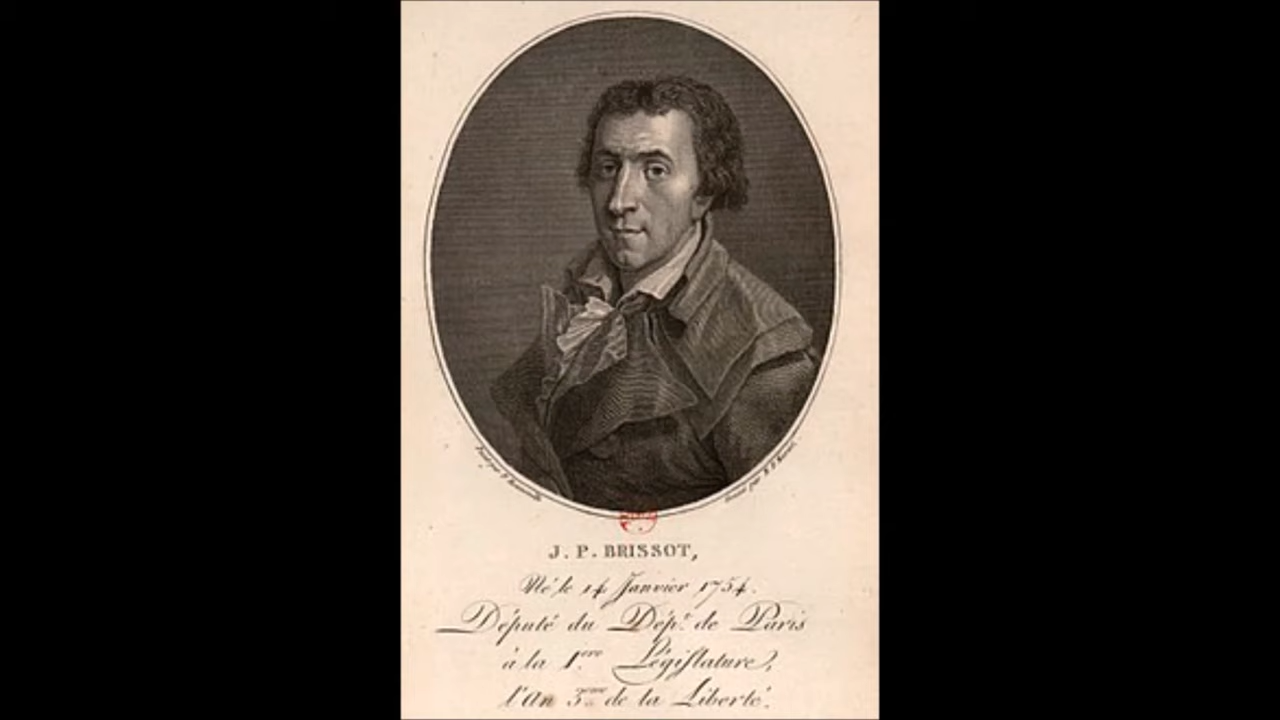 J. P. BRISSOT,
Né le 14 Janvier 1754.
Député du Dép.t de Paris
à la 1.ere Légiſlature,
l'An 3.eme de la Liberté.